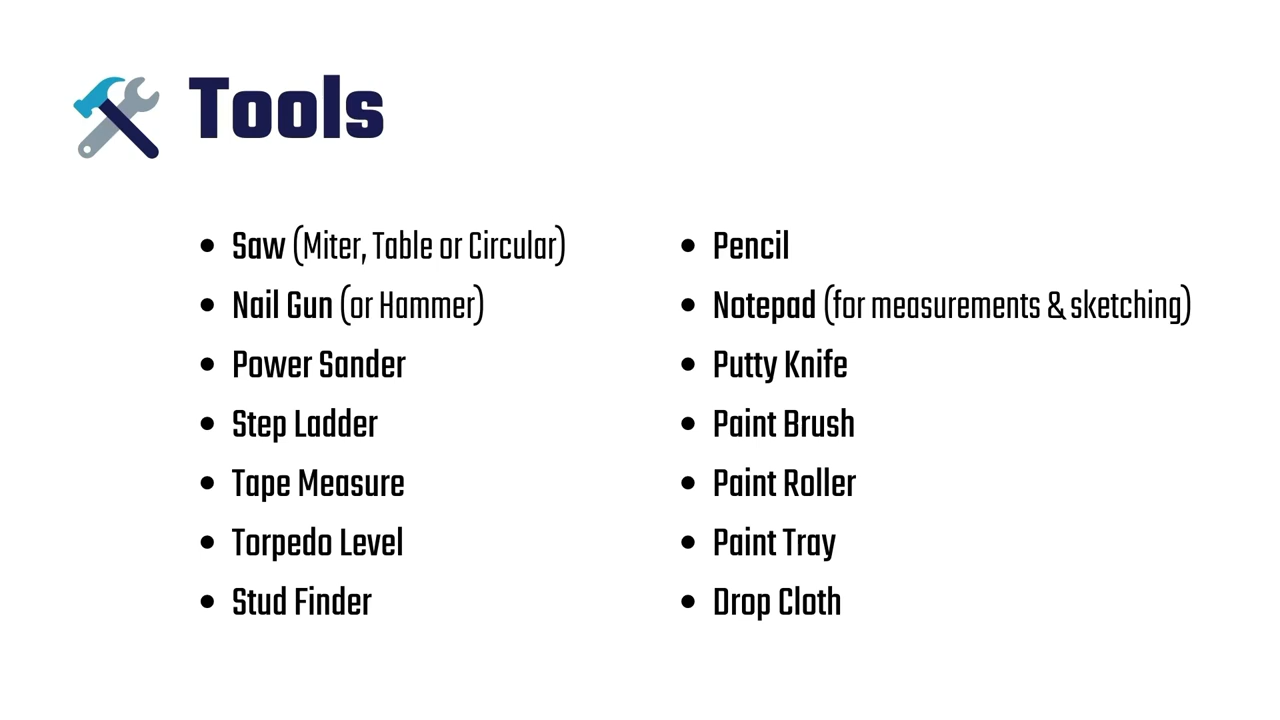 Tools
Saw (Miter, Table or Circular)
Nail Gun (or Hammer)
Power Sander
Step Ladder
Tape Measure
Torpedo Level
Stud Finder
Pencil
Notepad (for measurements & sketching)
Putty Knife
Paint Brush
Paint Roller
Paint Tray
Drop Cloth